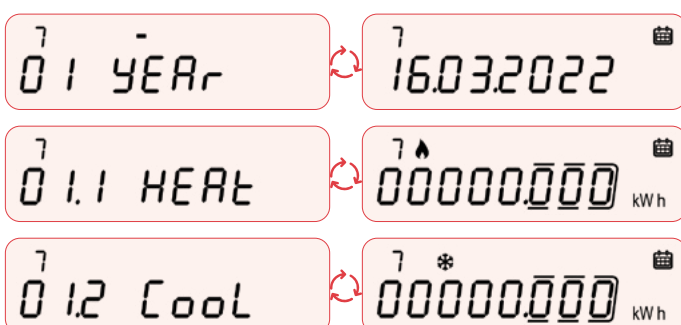 7
01 YEAr
7
16.03.2022
7
01.1 HEAt
7
00000.000 kWh
7
01.2 CooL
7
00000.000 kWh